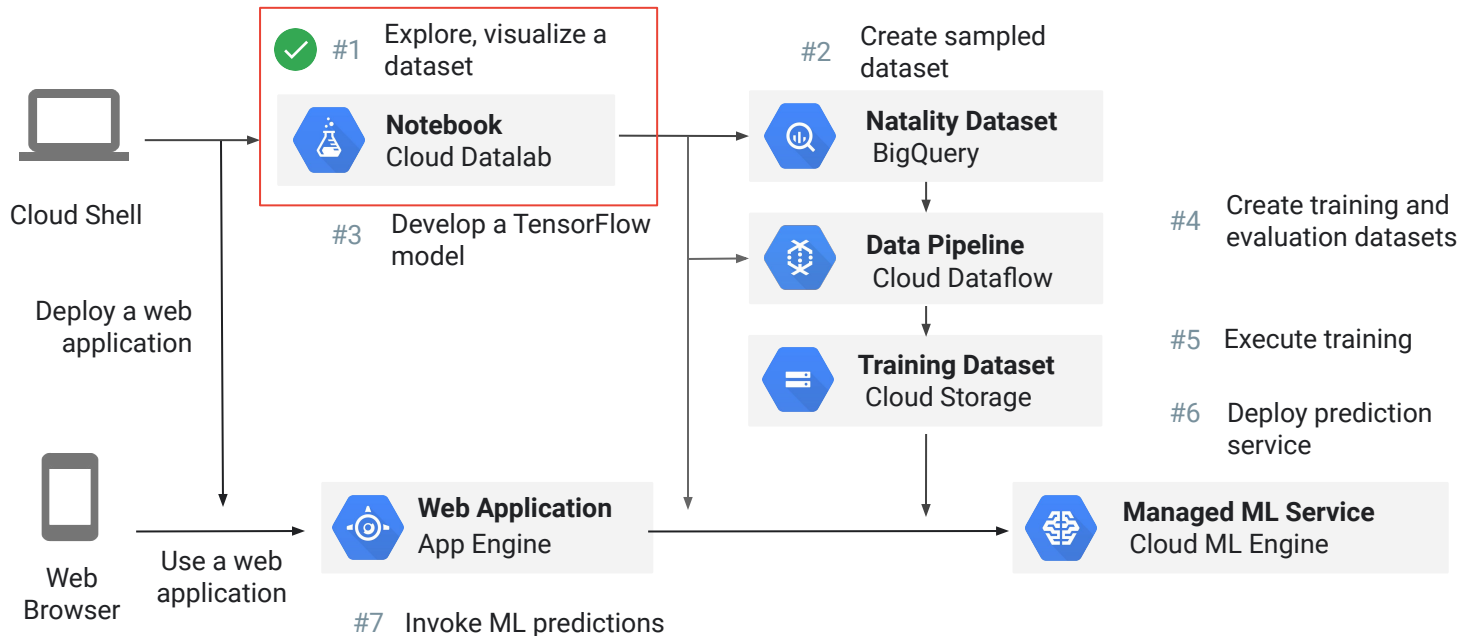 #1 Explore, visualize a
dataset
#2 Create sampled
dataset
Notebook
Cloud Datalab
Natality Dataset
BigQuery
Cloud Shell
#3 Develop a TensorFlow
model
#4 Create training and
evaluation datasets
Data Pipeline
Cloud Dataflow
Deploy a web
application
#5 Execute training
Training Dataset
Cloud Storage
#6 Deploy prediction
service
Web Application
App Engine
Managed ML Service
Cloud ML Engine
Use a web
application
Web
Browser
#7 Invoke ML predictions